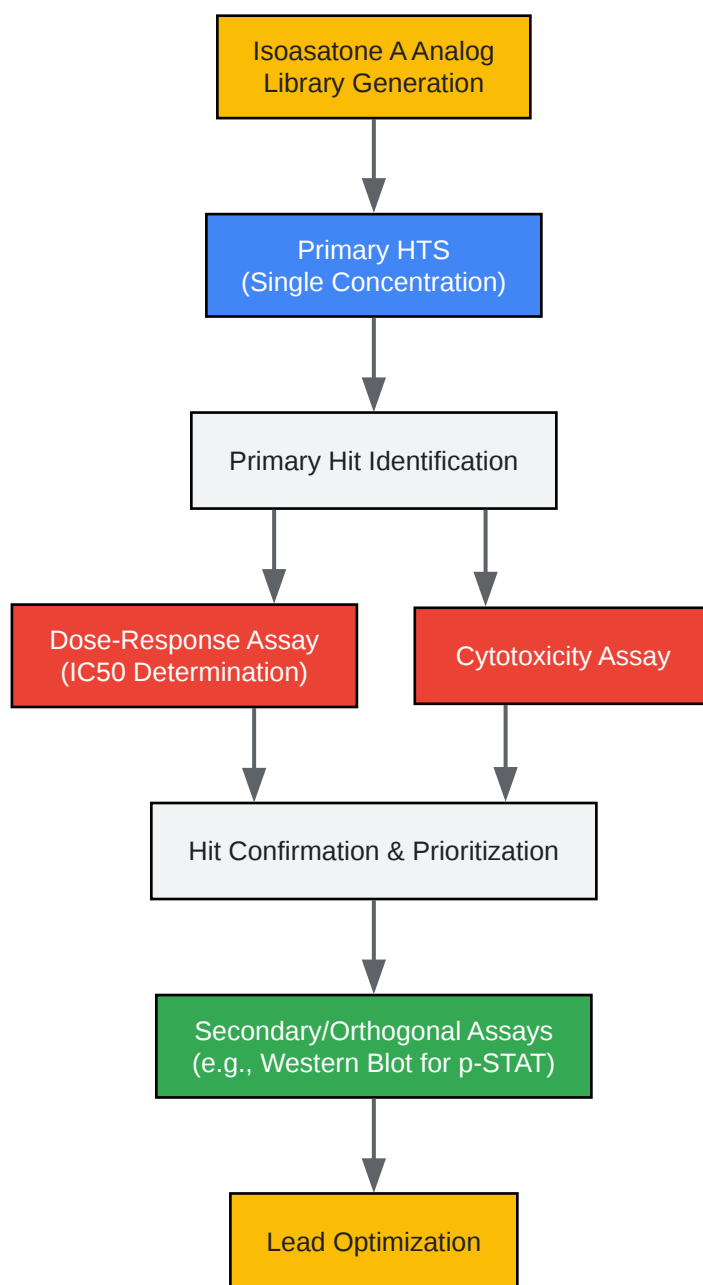 Isoasatone A Analog
Library Generation
Primary HTS
(Single Concentration)
Primary Hit Identification
Dose-Response Assay
(IC50 Determination)
Cytotoxicity Assay
Hit Confirmation & Prioritization
Secondary/Orthogonal Assays
(e.g., Western Blot for p-STAT)
Lead Optimization